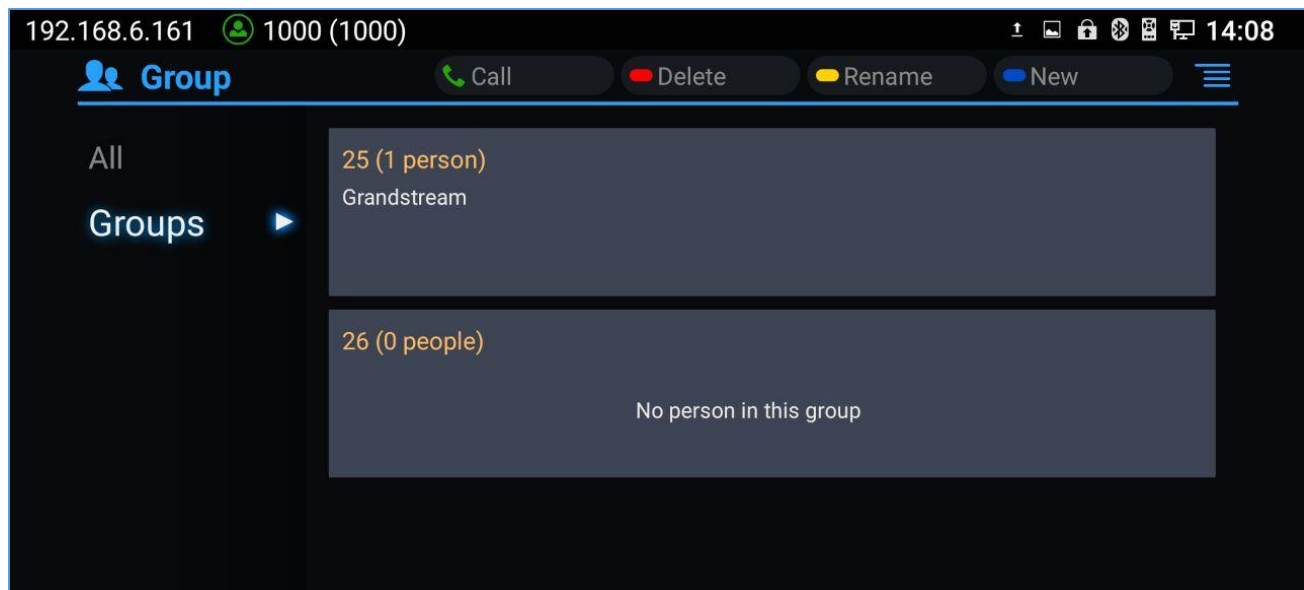 192.168.6.161 1000 (1000) 14:08
Group Call Delete Rename New
All
Groups
25 (1 person)
Grandstream
26 (0 people)
No person in this group